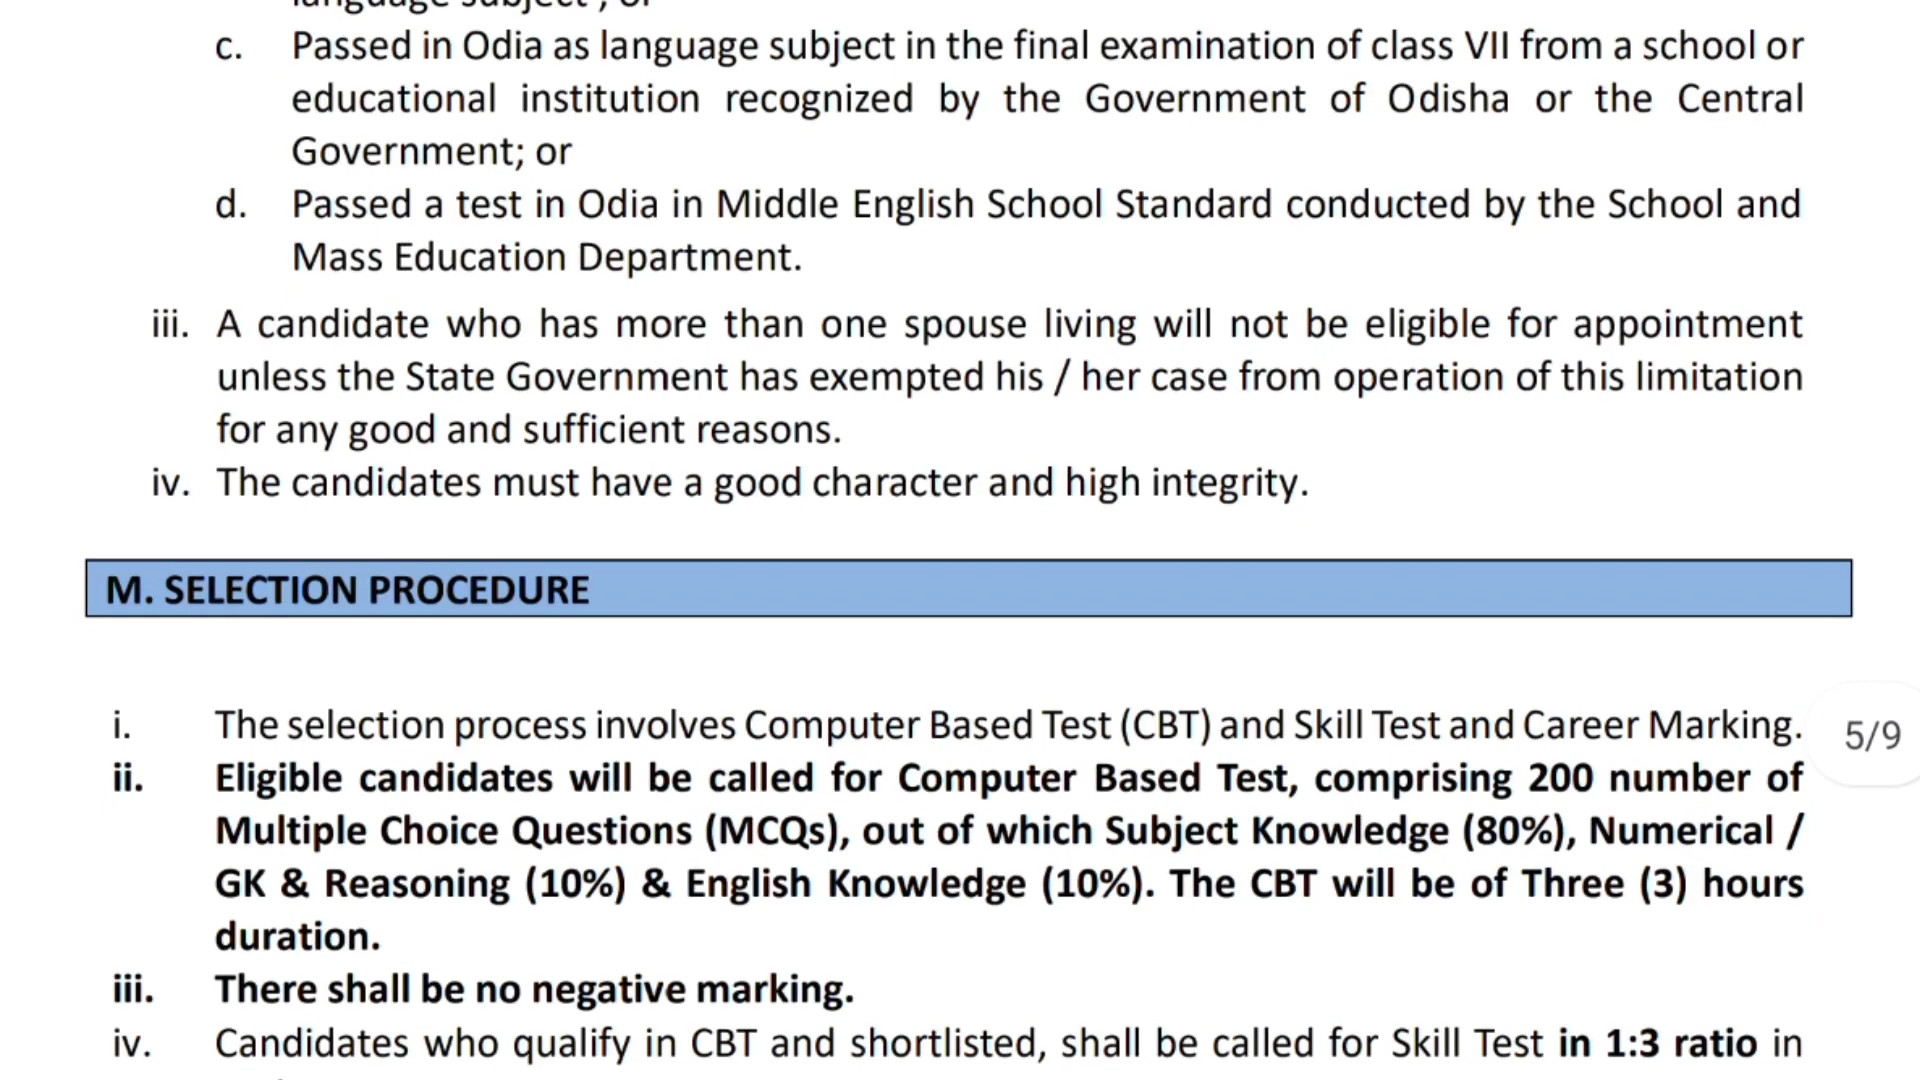 language subject ; or
c. Passed in Odia as language subject in the final examination of class VII from a school or
educational institution recognized by the Government of Odisha or the Central
Government; or
d. Passed a test in Odia in Middle English School Standard conducted by the School and
Mass Education Department.
iii. A candidate who has more than one spouse living will not be eligible for appointment
unless the State Government has exempted his / her case from operation of this limitation
for any good and sufficient reasons.
iv. The candidates must have a good character and high integrity.
M. SELECTION PROCEDURE
i. The selection process involves Computer Based Test (CBT) and Skill Test and Career Marking.
5/9
ii. Eligible candidates will be called for Computer Based Test, comprising 200 number of
Multiple Choice Questions (MCQs), out of which Subject Knowledge (80%), Numerical /
GK & Reasoning (10%) & English Knowledge (10%). The CBT will be of Three (3) hours
duration.
iii. There shall be no negative marking.
iv. Candidates who qualify in CBT and shortlisted, shall be called for Skill Test in 1:3 ratio in